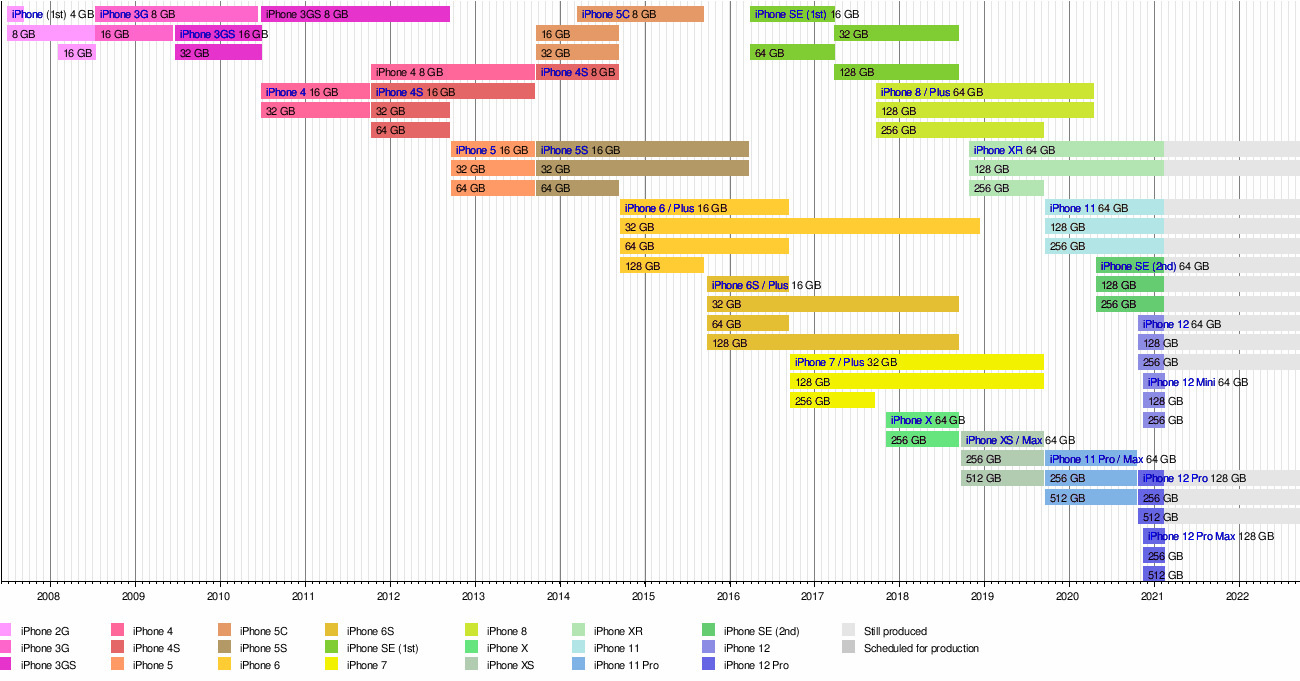 iPhone (1st) 4 GB iPhone 3G 8 GB iPhone 3GS 8 GB iPhone 5C 8 GB iPhone SE (1st) 16 GB
8 GB 16 GB iPhone 3GS 16 GB 16 GB 32 GB
16 GB 32 GB 32 GB 64 GB
iPhone 4 8 GB iPhone 4S 8 GB 128 GB
iPhone 4 16 GB iPhone 4S 16 GB iPhone 8 / Plus 64 GB
32 GB 32 GB 128 GB
64 GB 256 GB
iPhone 5 16 GB iPhone 5S 16 GB iPhone XR 64 GB
32 GB 32 GB 128 GB
64 GB 64 GB 256 GB
iPhone 6 / Plus 16 GB iPhone 11 64 GB
32 GB 128 GB
64 GB 256 GB
128 GB iPhone SE (2nd) 64 GB
iPhone 6S / Plus 16 GB 128 GB
32 GB 256 GB
64 GB iPhone 12 64 GB
128 GB 128 GB
iPhone 7 / Plus 32 GB 256 GB
128 GB iPhone 12 Mini 64 GB
256 GB 128 GB
iPhone X 64 GB 256 GB
256 GB iPhone XS / Max 64 GB
256 GB iPhone 11 Pro / Max 64 GB
512 GB 256 GB iPhone 12 Pro 128 GB
512 GB 256 GB
512 GB
iPhone 12 Pro Max 128 GB
256 GB
512 GB
2008 2009 2010 2011 2012 2013 2014 2015 2016 2017 2018 2019 2020 2021 2022
iPhone 2G iPhone 4 iPhone 5C iPhone 6S iPhone 8 iPhone XR iPhone SE (2nd) Still produced
iPhone 3G iPhone 4S iPhone 5S iPhone SE (1st) iPhone X iPhone 11 iPhone 12 Scheduled for production
iPhone 3GS iPhone 5 iPhone 6 iPhone 7 iPhone XS iPhone 11 Pro iPhone 12 Pro